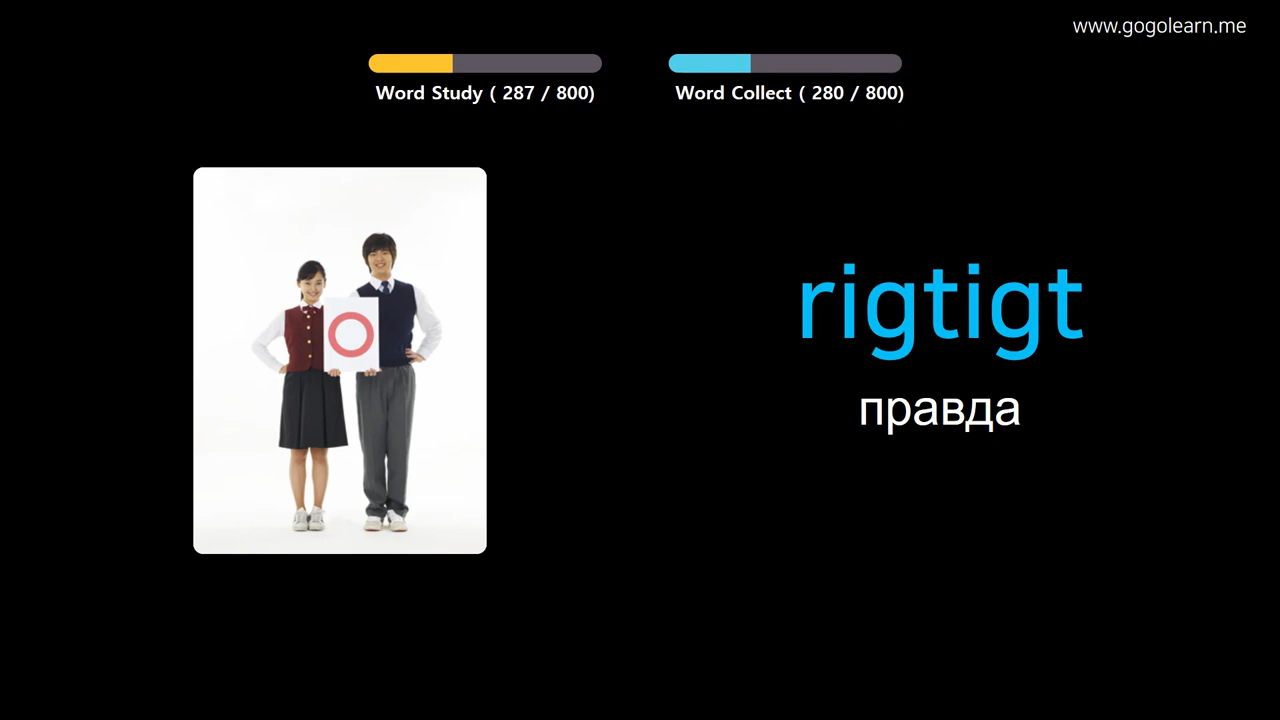 www.gogolearn.me
Word Study ( 287 / 800)
Word Collect ( 280 / 800)
rigtigt
правда